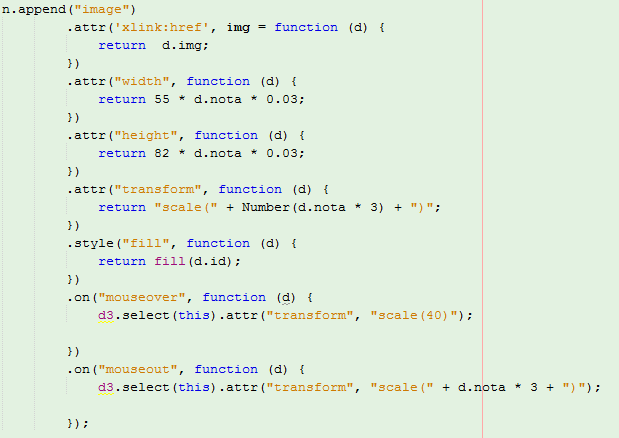 n.append("image")
.attr('xlink:href', img = function (d) {
return  d.img;
})
.attr("width", function (d) {
return 55 * d.nota * 0.03;
})
.attr("height", function (d) {
return 82 * d.nota * 0.03;
})
.attr("transform", function (d) {
return "scale(" + Number(d.nota * 3) + ")";
})
.style("fill", function (d) {
return fill(d.id);
})
.on("mouseover", function (d) {
d3.select(this).attr("transform", "scale(40)");
})
.on("mouseout", function (d) {
d3.select(this).attr("transform", "scale(" + d.nota * 3 + ")");
});